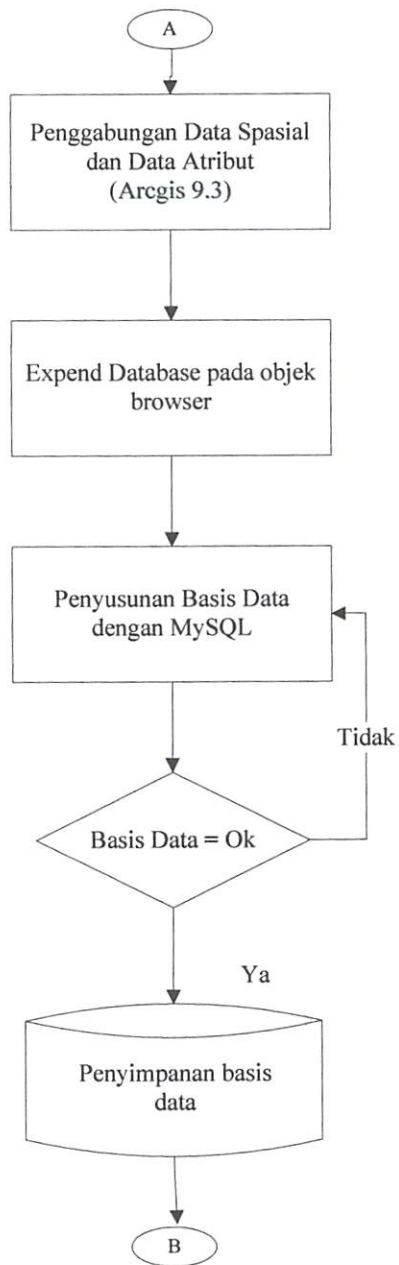 A
Penggabungan Data Spasial
dan Data Atribut
(Arcgis 9.3)
Expend Database pada objek
browser
Penyusunan Basis Data
dengan MySQL
Tidak
Basis Data = Ok
Ya
Penyimpanan basis
data
B